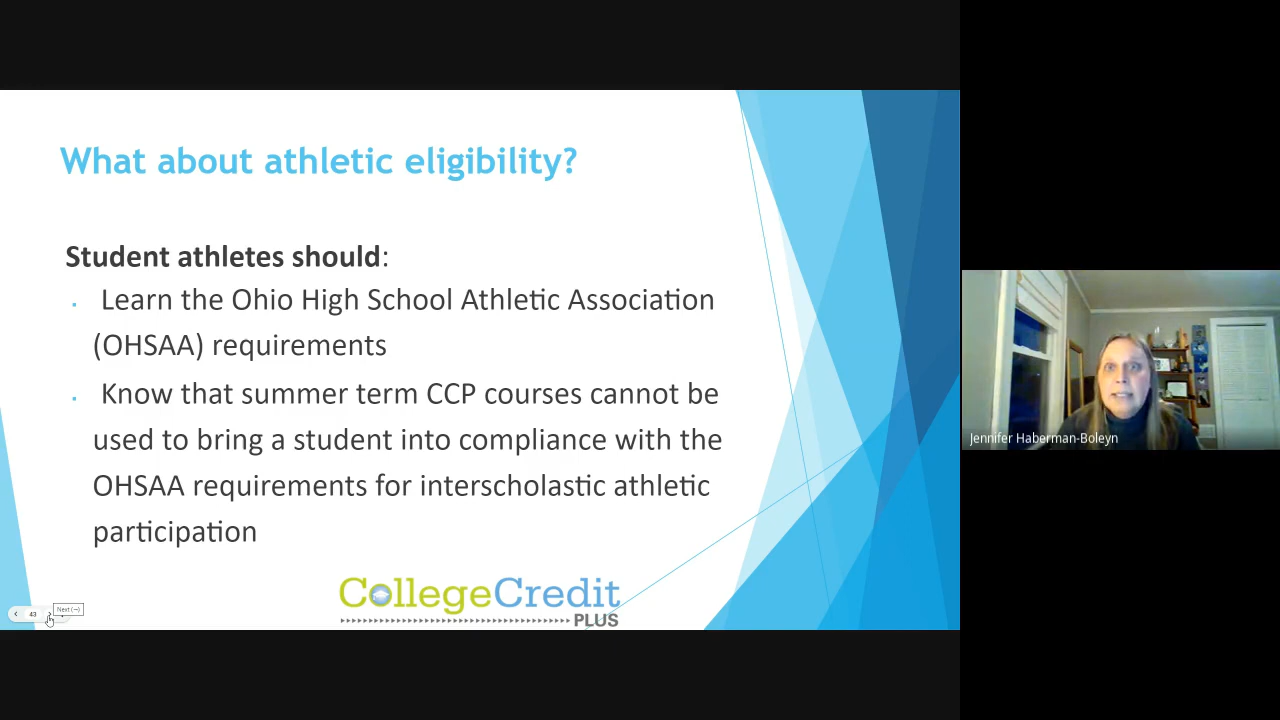 What about athletic eligibility?
Student athletes should:
Learn the Ohio High School Athletic Association
(OHSAA) requirements
Know that summer term CCP courses cannot be
used to bring a student into compliance with the
OHSAA requirements for interscholastic athletic
participation
CollegeCredit
PLUS
43
Next (→)
Jennifer Haberman-Boleyn